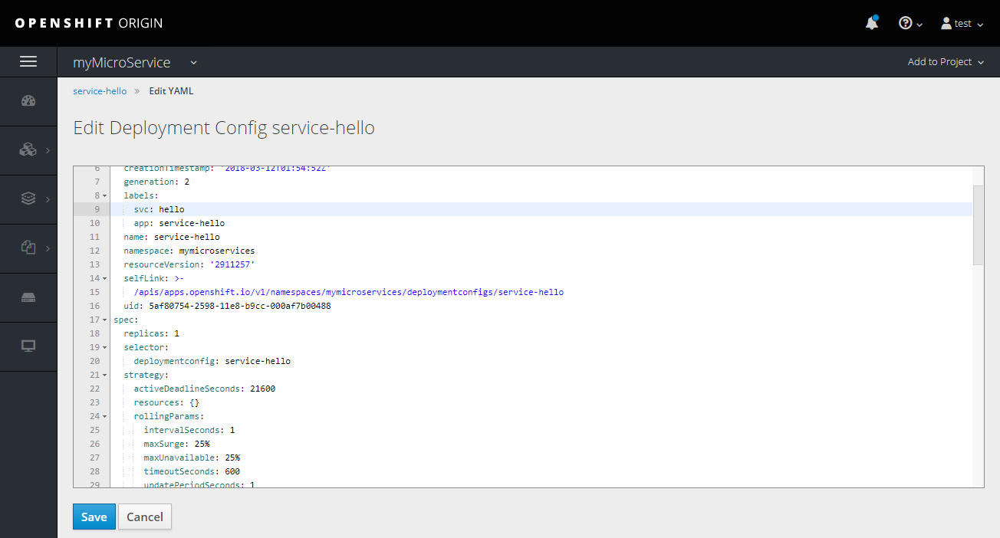 OPENSHIFT ORIGIN
test
myMicroService
Add to Project
service-hello » Edit YAML
Edit Deployment Config service-hello
6 creationTimestamp: '2018-03-12T01:54:52Z'
7 generation: 2
8 labels:
9 svc: hello
10 app: service-hello
11 name: service-hello
12 namespace: mymicroservices
13 resourceVersion: '2911257'
14 selfLink: >-
15 /apis/apps.openshift.io/v1/namespaces/mymicroservices/deploymentconfigs/service-hello
16 uid: 5af80754-2598-11e8-b9cc-000af7b00488
17 spec:
18 replicas: 1
19 selector:
20 deploymentconfig: service-hello
21 strategy:
22 activeDeadlineSeconds: 21600
23 resources: {}
24 rollingParams:
25 intervalSeconds: 1
26 maxSurge: 25%
27 maxUnavailable: 25%
28 timeoutSeconds: 600
29 updatePeriodSeconds: 1
Save Cancel